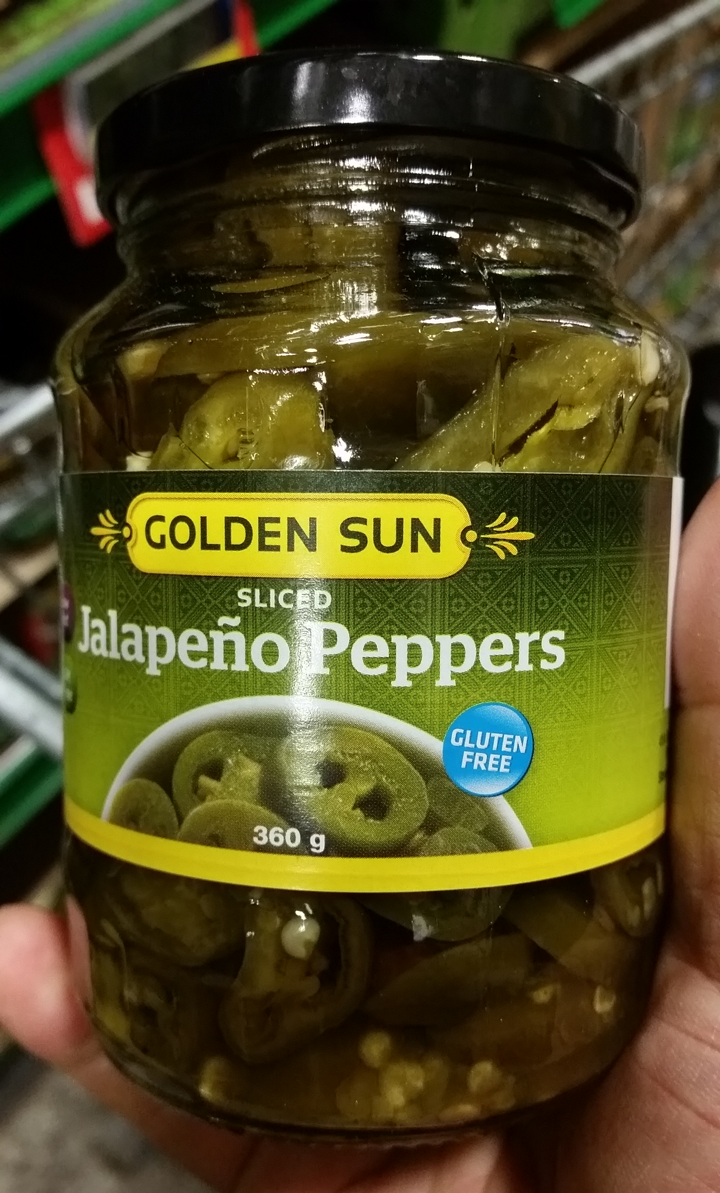 GOLDEN SUN
SLICED
Jalapeño Peppers
GLUTEN
FREE
360 g